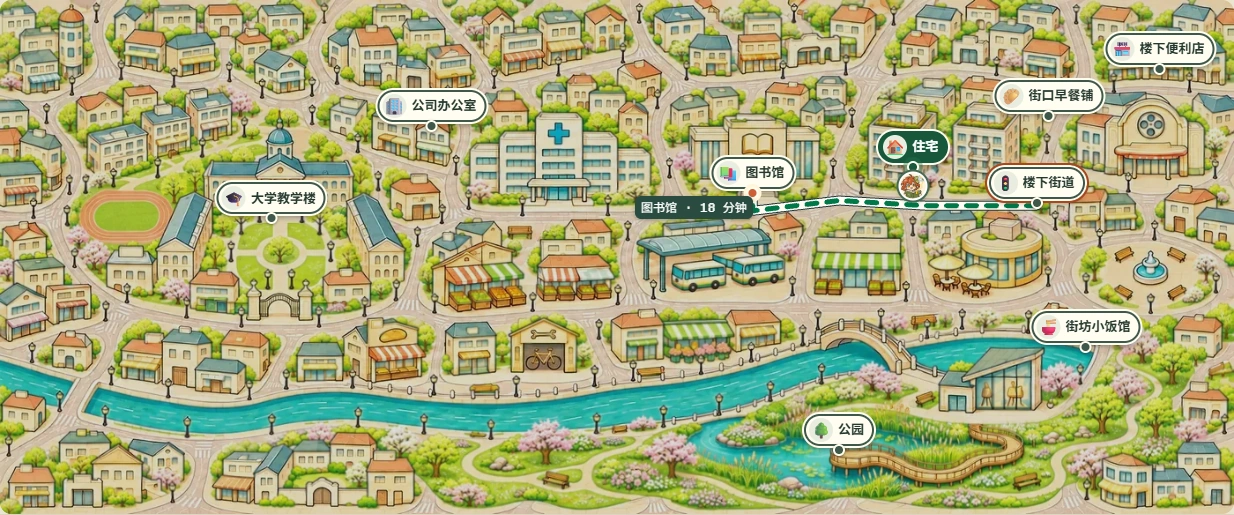 楼下便利店
街口早餐铺
公司办公室
住宅
图书馆
楼下街道
大学教学楼
图书馆 · 18 分钟
街坊小饭馆
公园